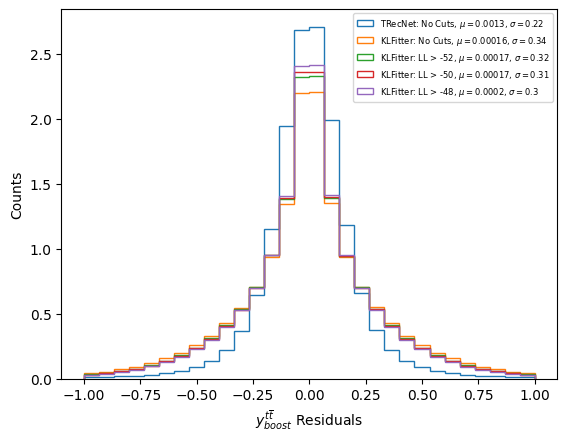 TRecNet: No Cuts, μ = 0.0013, σ = 0.22
KLFitter: No Cuts, μ = 0.00016, σ = 0.34
KLFitter: LL > -52, μ = 0.00017, σ = 0.32
KLFitter: LL > -50, μ = 0.00017, σ = 0.31
KLFitter: LL > -48, μ = 0.0002, σ = 0.3
2.5
2.0
1.5
1.0
0.5
0.0
Counts
−1.00 −0.75 −0.50 −0.25 0.00 0.25 0.50 0.75 1.00
$y_{boost}^{t\overline{t}}$ Residuals